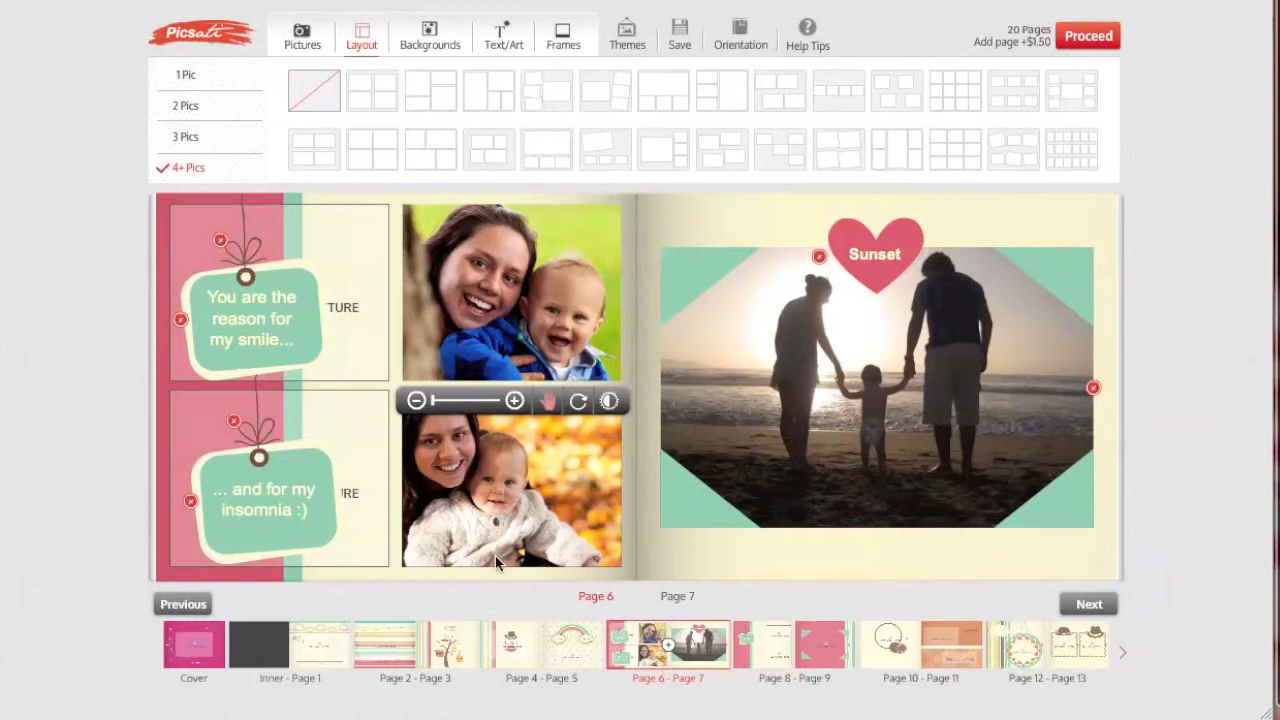 Picsati
Pictures
Layout
Backgrounds
Text/Art
Frames
Themes
Save
Orientation
Help Tips
20 Pages
Add page +$1.50
Proceed
1 Pic
2 Pics
3 Pics
4+ Pics
You are the
reason for
my smile...
TURE
... and for my
insomnia :)
URE
Sunset
Page 6
Page 7
Previous
Next
Cover
Inner - Page 1
Page 2 - Page 3
Page 4 - Page 5
Page 6 - Page 7
Page 8 - Page 9
Page 10 - Page 11
Page 12 - Page 13